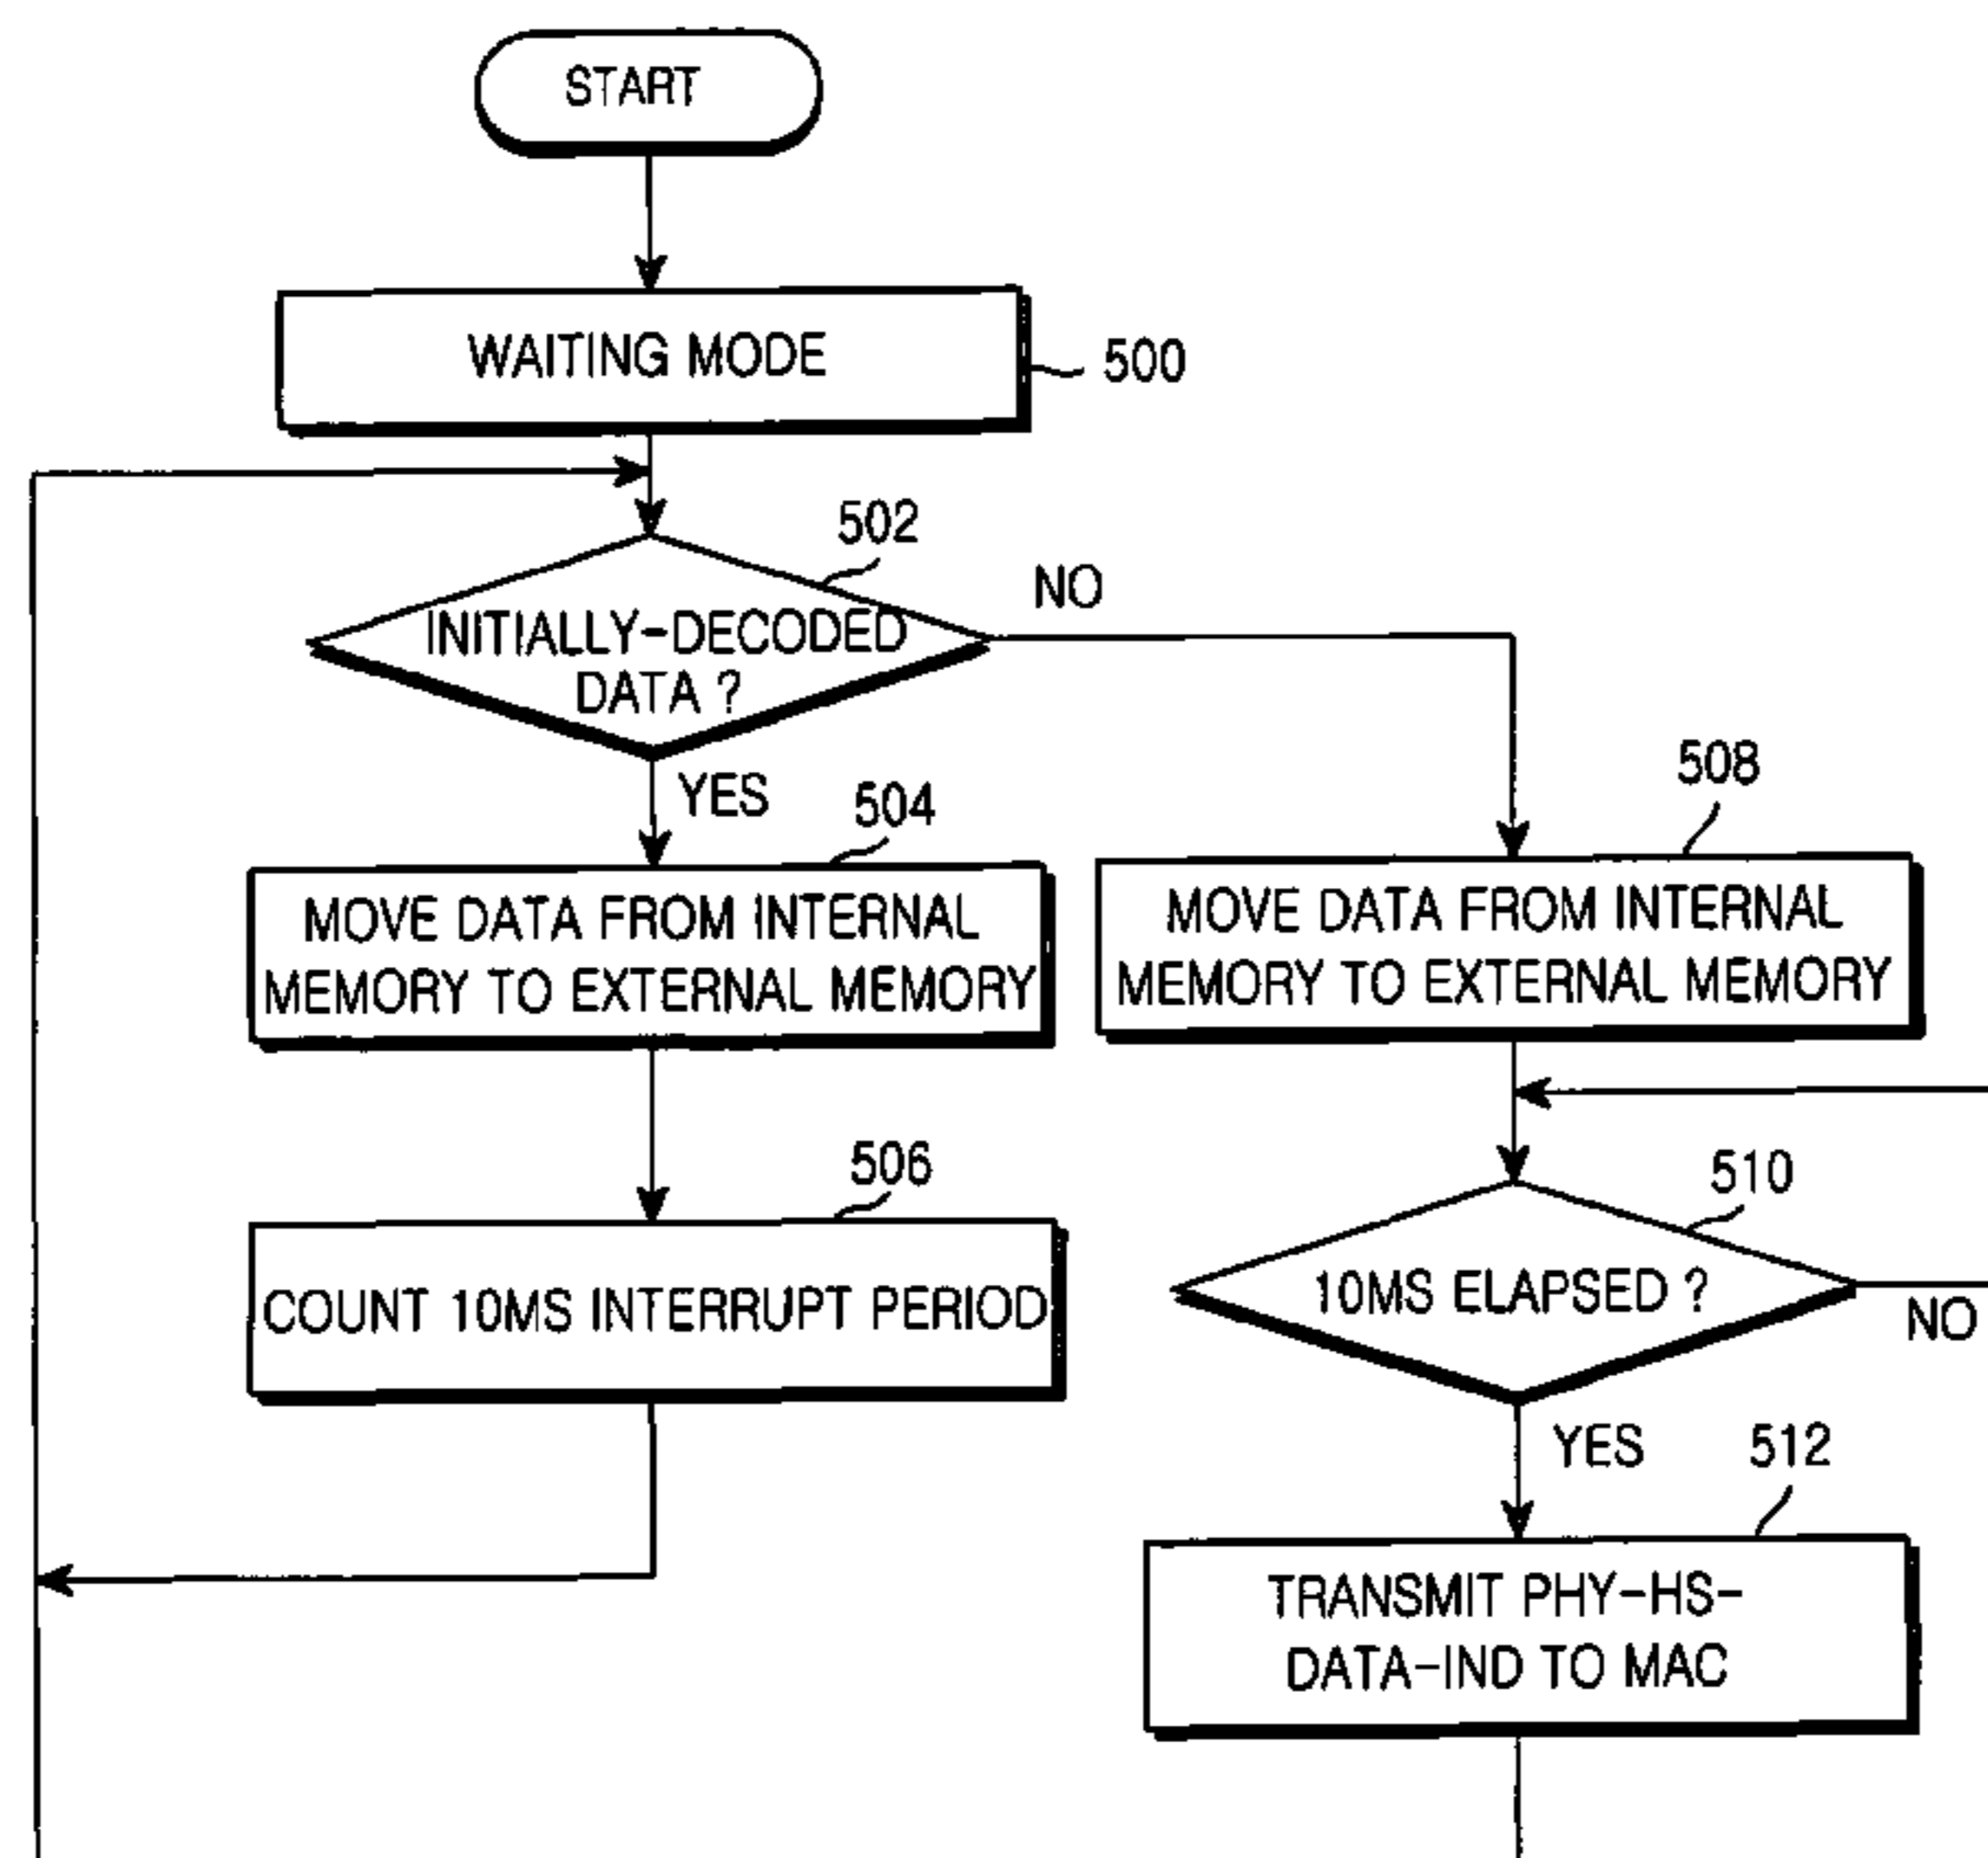 START
WAITING MODE
500
502
INITIALLY-DECODED
DATA ?
NO
YES
504
MOVE DATA FROM INTERNAL
MEMORY TO EXTERNAL MEMORY
506
COUNT 10MS INTERRUPT PERIOD
508
MOVE DATA FROM INTERNAL
MEMORY TO EXTERNAL MEMORY
510
10MS ELAPSED ?
NO
YES
512
TRANSMIT PHY-HS-
DATA-IND TO MAC